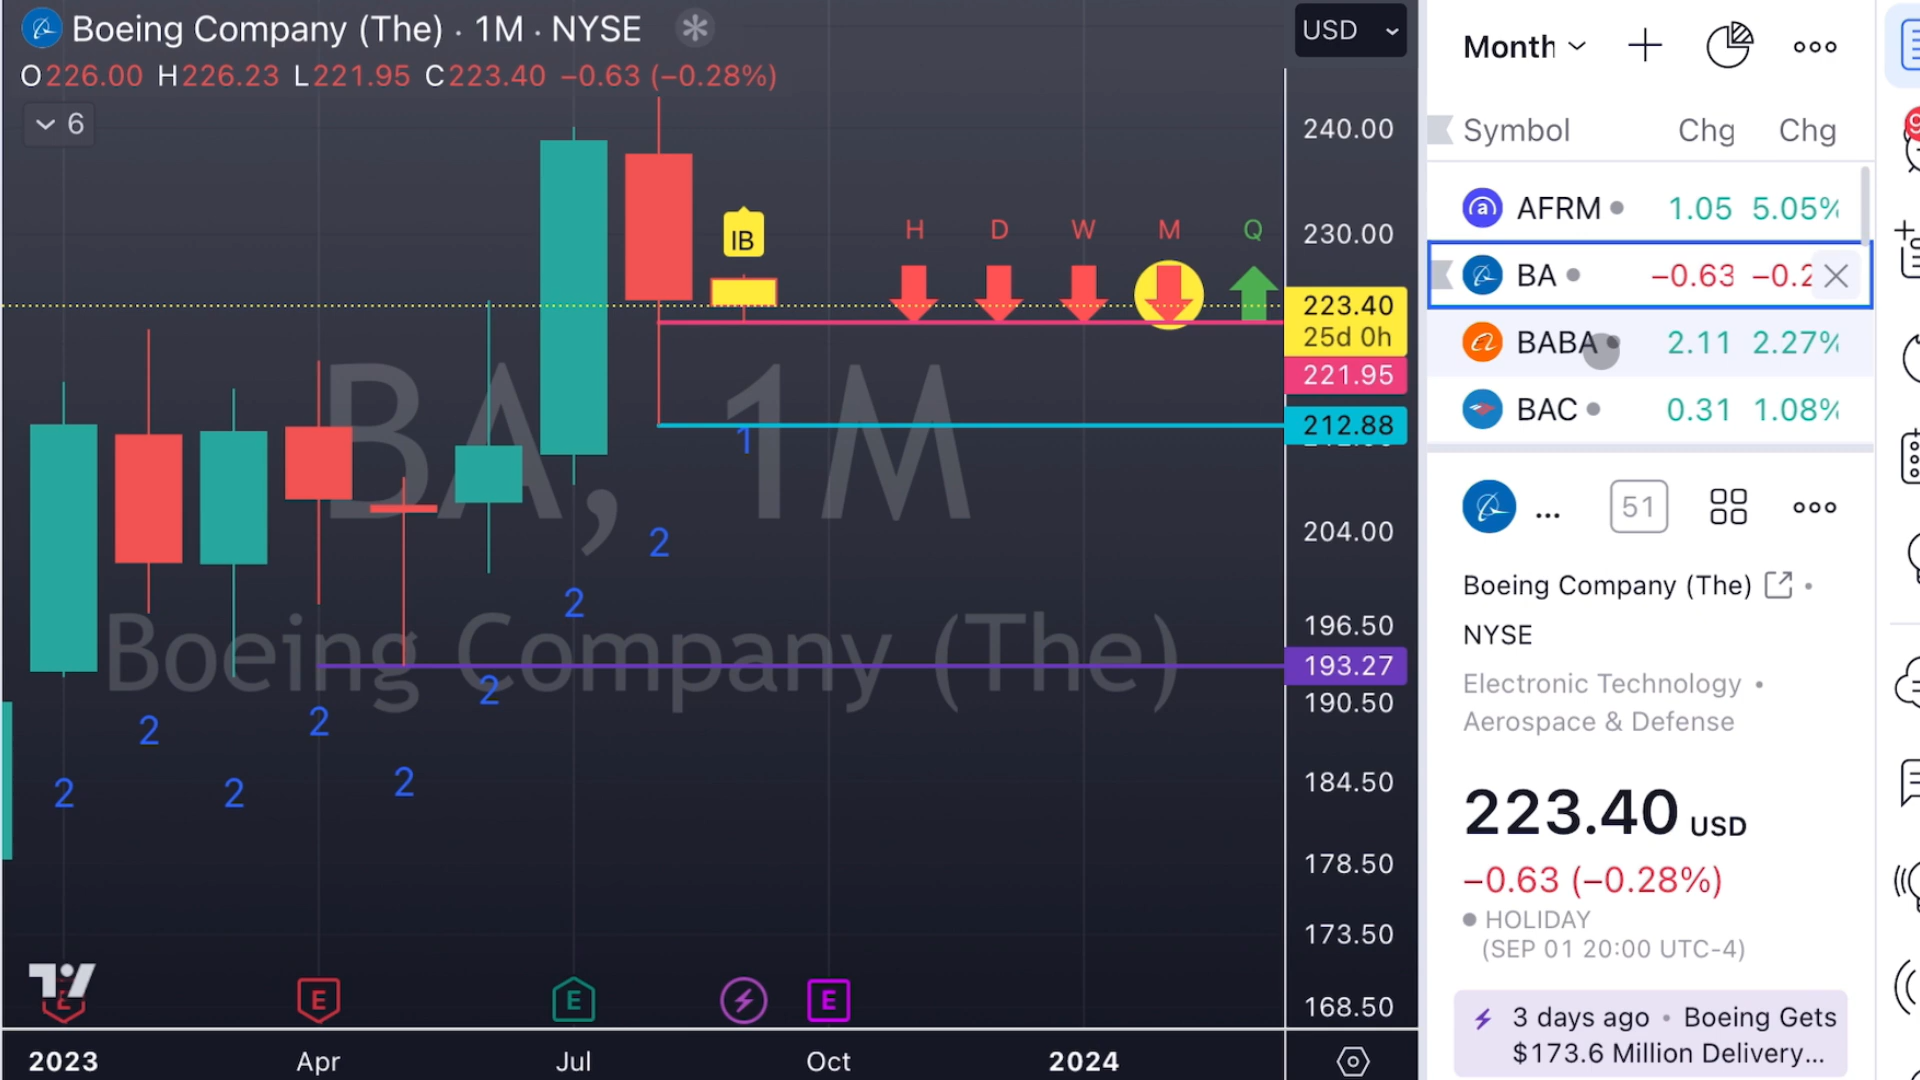 Boeing Company (The) · 1M · NYSE
O226.00 H226.23 L221.95 C223.40 −0.63 (−0.28%)
6
USD
240.00
230.00
223.40
25d 0h
221.95
212.88
204.00
196.50
193.27
190.50
184.50
178.50
173.50
168.50
IB
H D W M Q
BA, 1M
Boeing Company (The)
1
2
2
2
2
2
2
2
2
E
E
E
E
2023 Apr Jul Oct 2024
Month
Symbol Chg Chg
AFRM 1.05 5.05%
BA −0.63 −0.2
BABA 2.11 2.27%
BAC 0.31 1.08%
... 51
Boeing Company (The)
NYSE
Electronic Technology •
Aerospace & Defense
223.40 USD
−0.63 (−0.28%)
HOLIDAY
(SEP 01 20:00 UTC-4)
3 days ago • Boeing Gets
$173.6 Million Delivery...